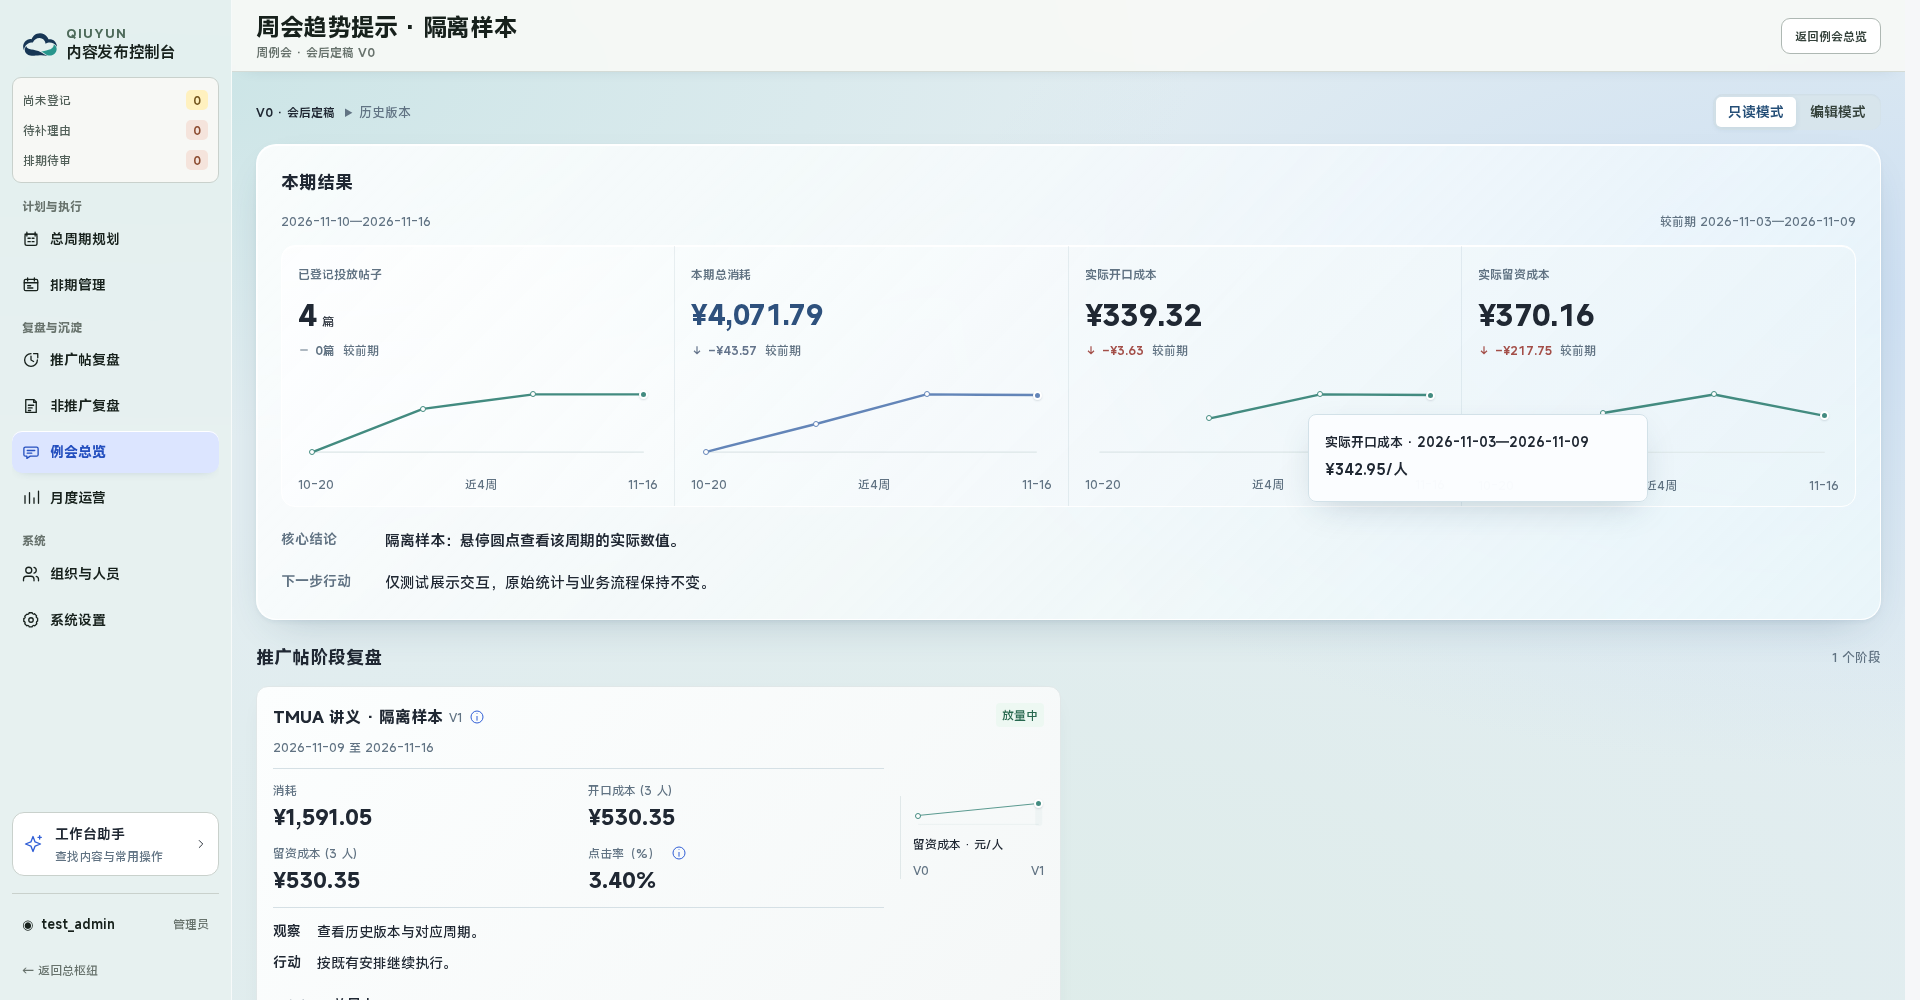 QIUYUN
内容发布控制台
尚未登记 0
待补理由 0
排期待审 0
计划与执行
总周期规划
排期管理
复盘与沉淀
推广帖复盘
非推广复盘
例会总览
月度运营
系统
组织与人员
系统设置
工作台助手
查找内容与常用操作
test_admin 管理员
← 返回总枢纽
周会趋势提示 · 隔离样本
周例会 · 会后定稿 V0
返回例会总览
V0 · 会后定稿 ▶ 历史版本
只读模式 编辑模式
本期结果
2026-11-10—2026-11-16 较前期 2026-11-03—2026-11-09
已登记投放帖子
4 篇
— 0篇 较前期
10-20 近4周 11-16
本期总消耗
¥4,071.79
↓ -¥43.57 较前期
10-20 近4周 11-16
实际开口成本
¥339.32
↓ -¥3.63 较前期
10-20 近4周
实际留资成本
¥370.16
↓ -¥217.75 较前期
近4周 11-16
实际开口成本 · 2026-11-03—2026-11-09
¥342.95/人
核心结论 隔离样本：悬停圆点查看该周期的实际数值。
下一步行动 仅测试展示交互，原始统计与业务流程保持不变。
推广帖阶段复盘 1 个阶段
TMUA 讲义 · 隔离样本 V1 放量中
2026-11-09 至 2026-11-16
消耗
¥1,591.05
开口成本 (3 人)
¥530.35
留资成本 (3 人)
¥530.35
点击率 (%)
3.40%
留资成本 · 元/人
V0 V1
观察 查看历史版本与对应周期。
行动 按既有安排继续执行。